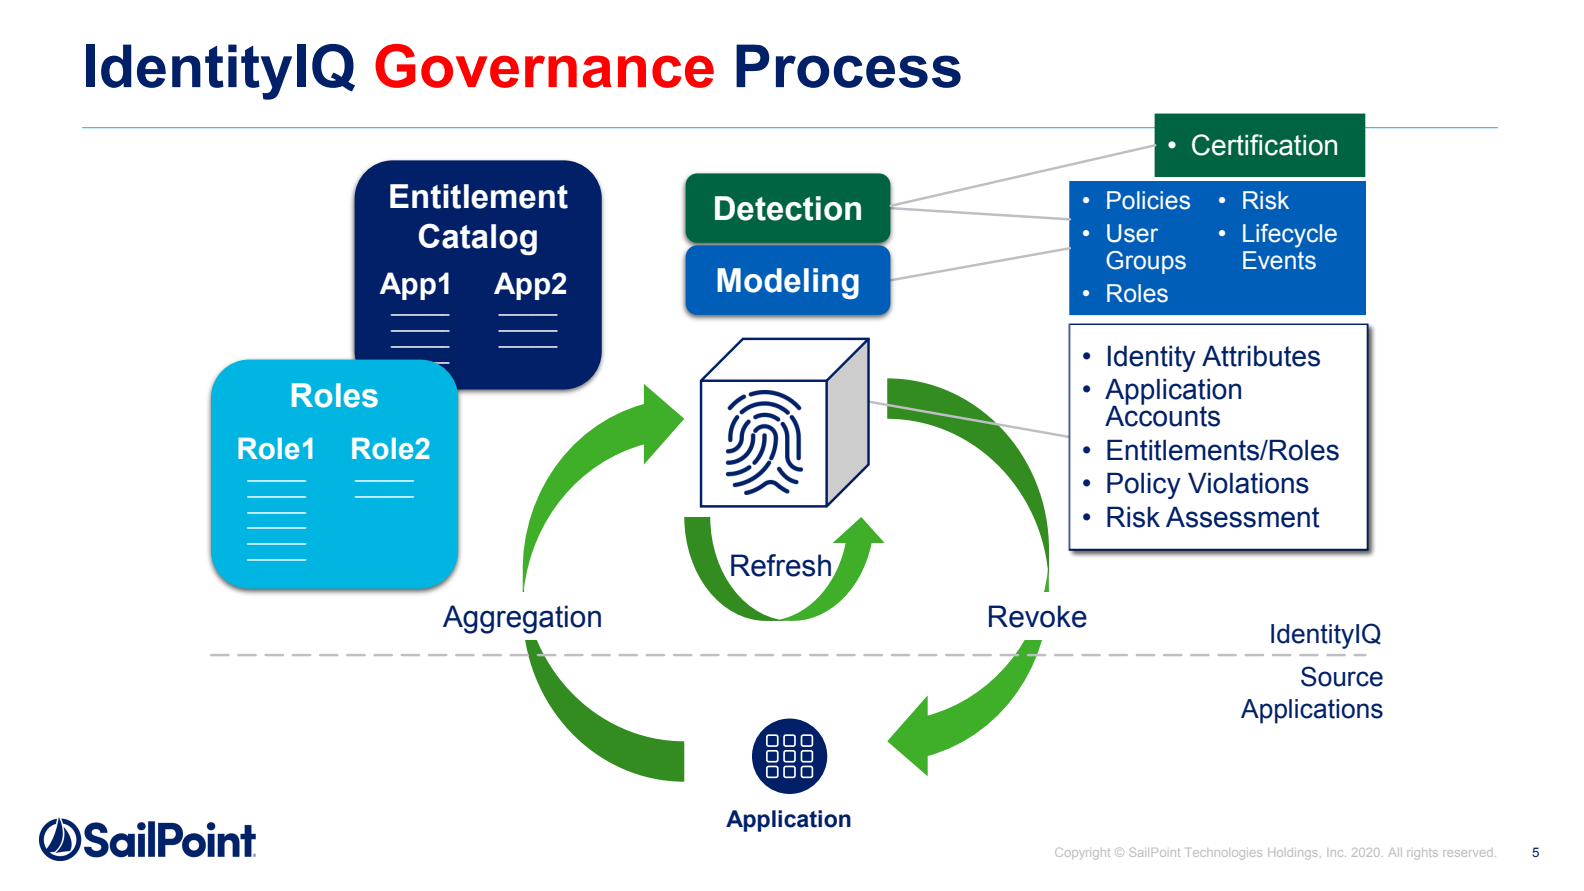 IdentityIQ Governance Process
Entitlement
Catalog
App1 App2
Roles
Role1 Role2
Detection
Modeling
• Certification
• Policies
• User
Groups
• Roles
• Risk
• Lifecycle
Events
• Identity Attributes
• Application
Accounts
• Entitlements/Roles
• Policy Violations
• Risk Assessment
Refresh
Aggregation
Revoke
IdentityIQ
Source
Applications
Application
SailPoint
Copyright © SailPoint Technologies Holdings, Inc. 2020. All rights reserved.
5